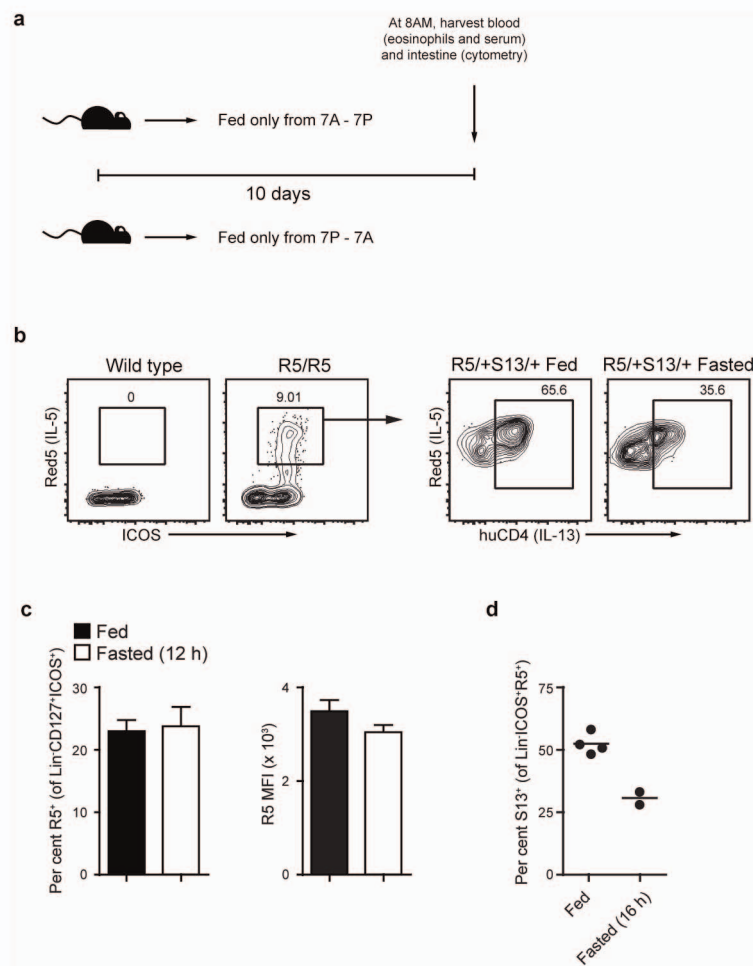 a
At 8AM, harvest blood
(eosinophils and serum)
and intestine (cytometry)
Fed only from 7A - 7P
10 days
Fed only from 7P - 7A
b
Wild type
R5/R5
R5/+S13/+ Fed
R5/+S13/+ Fasted
0
9.01
65.6
35.6
Red5 (IL-5)
Red5 (IL-5)
ICOS
huCD4 (IL-13)
c
Fed
Fasted (12 h)
Per cent R5⁺ (of Lin⁻CD127⁺ICOS⁺)
30
20
10
0
R5 MFI (x 10³)
4
2
0
d
Per cent S13⁺ (of Lin⁻ICOS⁺R5⁺)
75
50
25
0
Fed
Fasted (16 h)